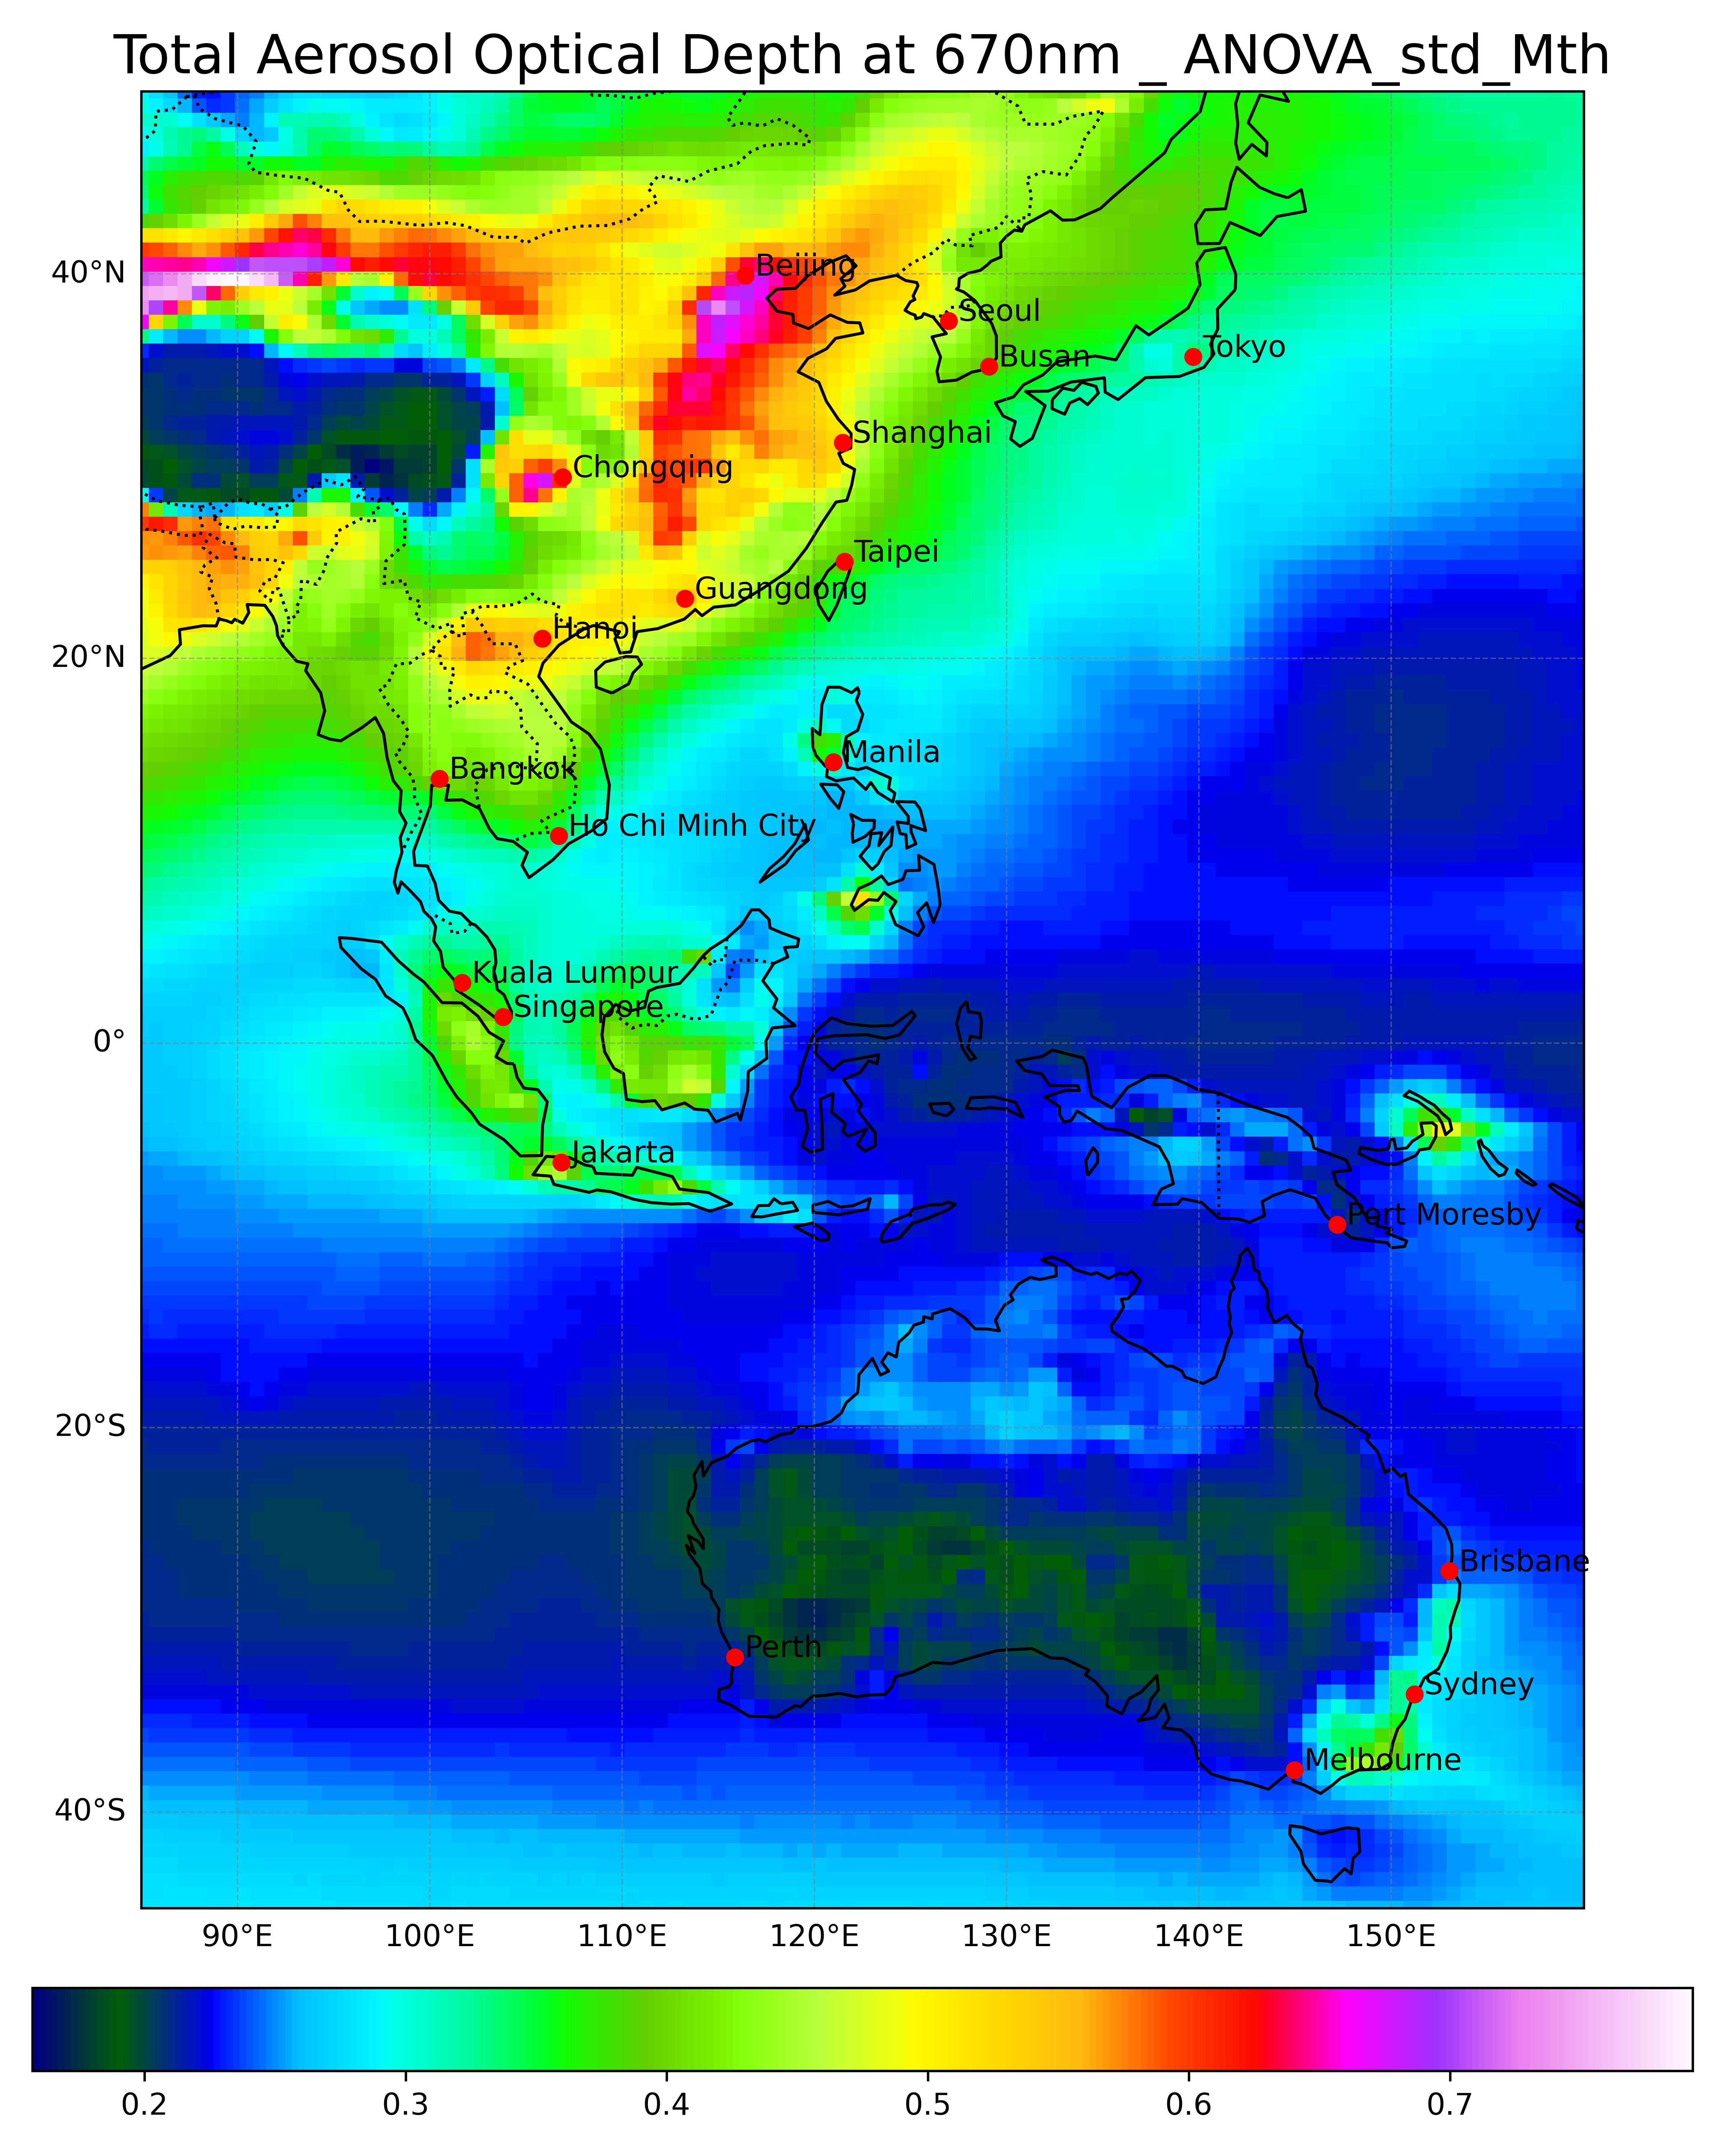 Total Aerosol Optical Depth at 670nm _ ANOVA_std_Mth
40°N
20°N
0°
20°S
40°S
Beijing
Seoul
Tokyo
Busan
Shanghai
Chongqing
Taipei
Guangdong
Hanoi
Manila
Bangkok
Ho Chi Minh City
Kuala Lumpur
Singapore
Jakarta
Port Moresby
Brisbane
Perth
Sydney
Melbourne
90°E 100°E 110°E 120°E 130°E 140°E 150°E
0.2 0.3 0.4 0.5 0.6 0.7